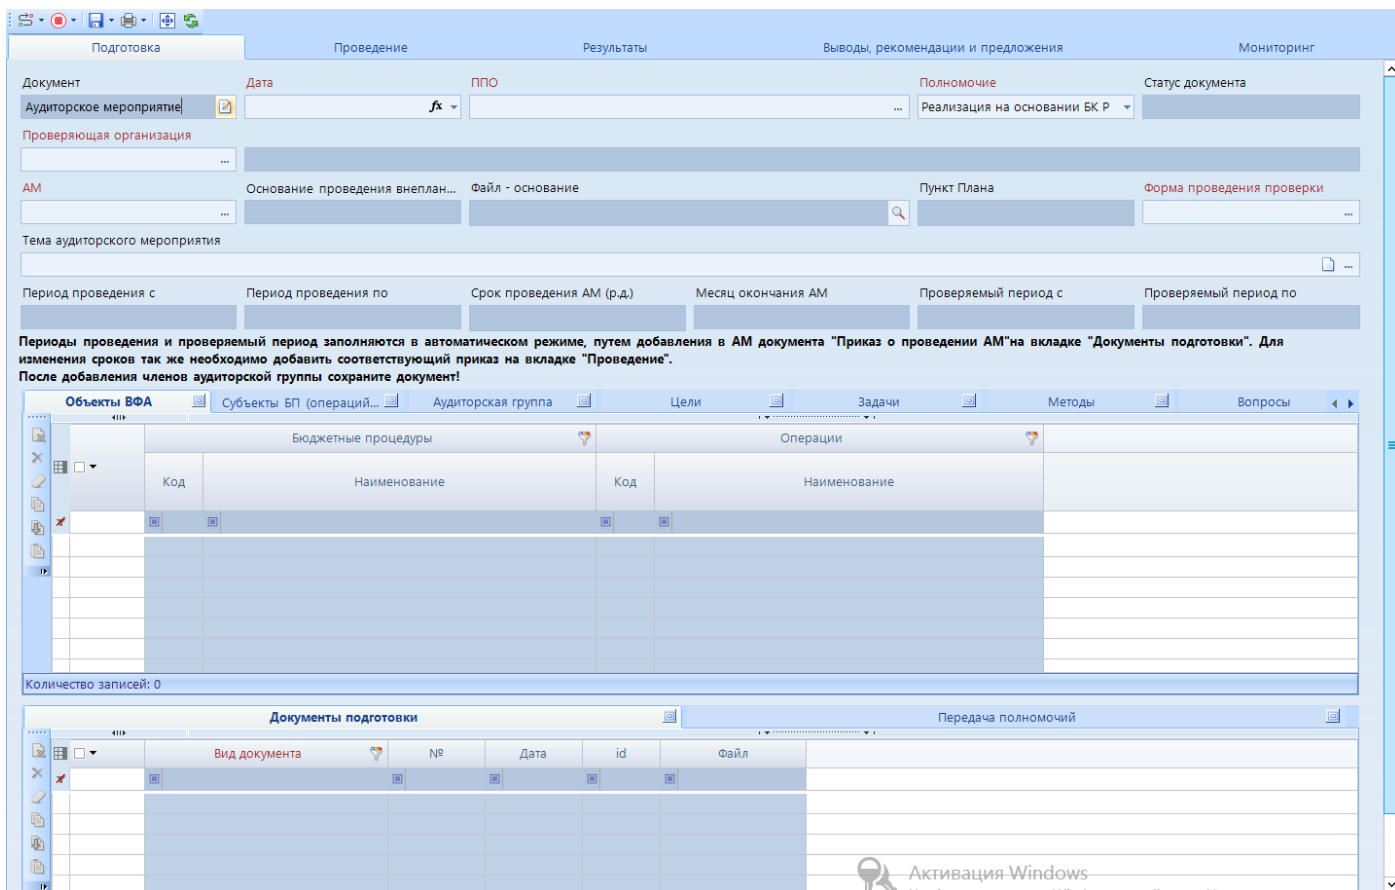 Подготовка Проведение Результаты Выводы, рекомендации и предложения Мониторинг
Документ Дата ППО Полномочие Статус документа
Аудиторское мероприятие fx ... Реализация на основании БК Р
Проверяющая организация
...
АМ Основание проведения внеплан... Файл - основание Пункт Плана Форма проведения проверки
... ...
Тема аудиторского мероприятия
...
Период проведения с Период проведения по Срок проведения АМ (р.д.) Месяц окончания АМ Проверяемый период с Проверяемый период по
Периоды проведения и проверяемый период заполняются в автоматическом режиме, путем добавления в АМ документа "Приказ о проведении АМ"на вкладке "Документы подготовки". Для
изменения сроков так же необходимо добавить соответствующий приказ на вкладке "Проведение".
После добавления членов аудиторской группы сохраните документ!
Объекты ВФА Субъекты БП (операций... Аудиторская группа Цели Задачи Методы Вопросы
Бюджетные процедуры Операции
Код Наименование Код Наименование
Количество записей: 0
Документы подготовки Передача полномочий
Вид документа № Дата id Файл
Активация Windows